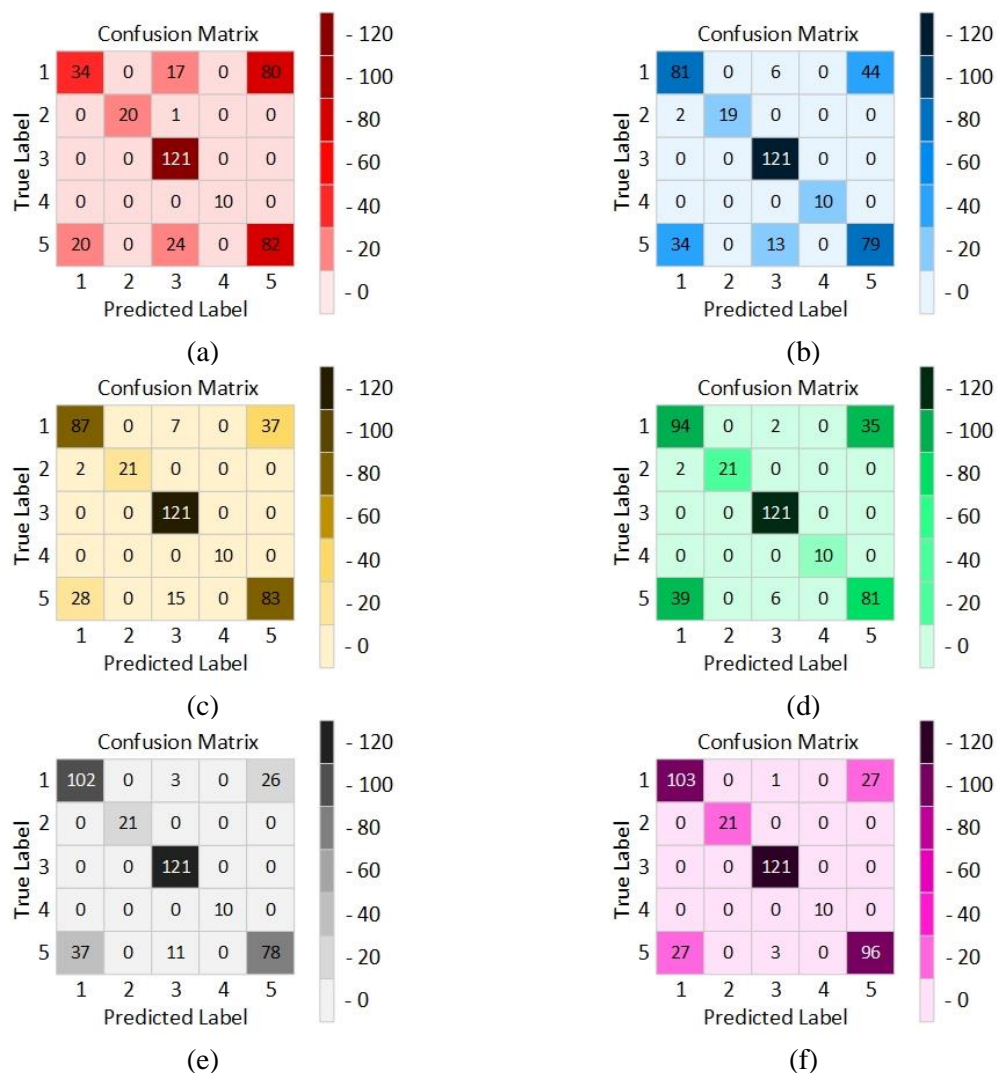 Confusion Matrix
True Label
1 34 0 17 0 80
2 0 20 1 0 0
3 0 0 121 0 0
4 0 0 0 10 0
5 20 0 24 0 82
1 2 3 4 5
Predicted Label
- 120
- 100
- 80
- 60
- 40
- 20
- 0
(a)
Confusion Matrix
True Label
1 81 0 6 0 44
2 2 19 0 0 0
3 0 0 121 0 0
4 0 0 0 10 0
5 34 0 13 0 79
1 2 3 4 5
Predicted Label
- 120
- 100
- 80
- 60
- 40
- 20
- 0
(b)
Confusion Matrix
True Label
1 87 0 7 0 37
2 2 21 0 0 0
3 0 0 121 0 0
4 0 0 0 10 0
5 28 0 15 0 83
1 2 3 4 5
Predicted Label
- 120
- 100
- 80
- 60
- 40
- 20
- 0
(c)
Confusion Matrix
True Label
1 94 0 2 0 35
2 2 21 0 0 0
3 0 0 121 0 0
4 0 0 0 10 0
5 39 0 6 0 81
1 2 3 4 5
Predicted Label
- 120
- 100
- 80
- 60
- 40
- 20
- 0
(d)
Confusion Matrix
True Label
1 102 0 3 0 26
2 0 21 0 0 0
3 0 0 121 0 0
4 0 0 0 10 0
5 37 0 11 0 78
1 2 3 4 5
Predicted Label
- 120
- 100
- 80
- 60
- 40
- 20
- 0
(e)
Confusion Matrix
True Label
1 103 0 1 0 27
2 0 21 0 0 0
3 0 0 121 0 0
4 0 0 0 10 0
5 27 0 3 0 96
1 2 3 4 5
Predicted Label
- 120
- 100
- 80
- 60
- 40
- 20
- 0
(f)